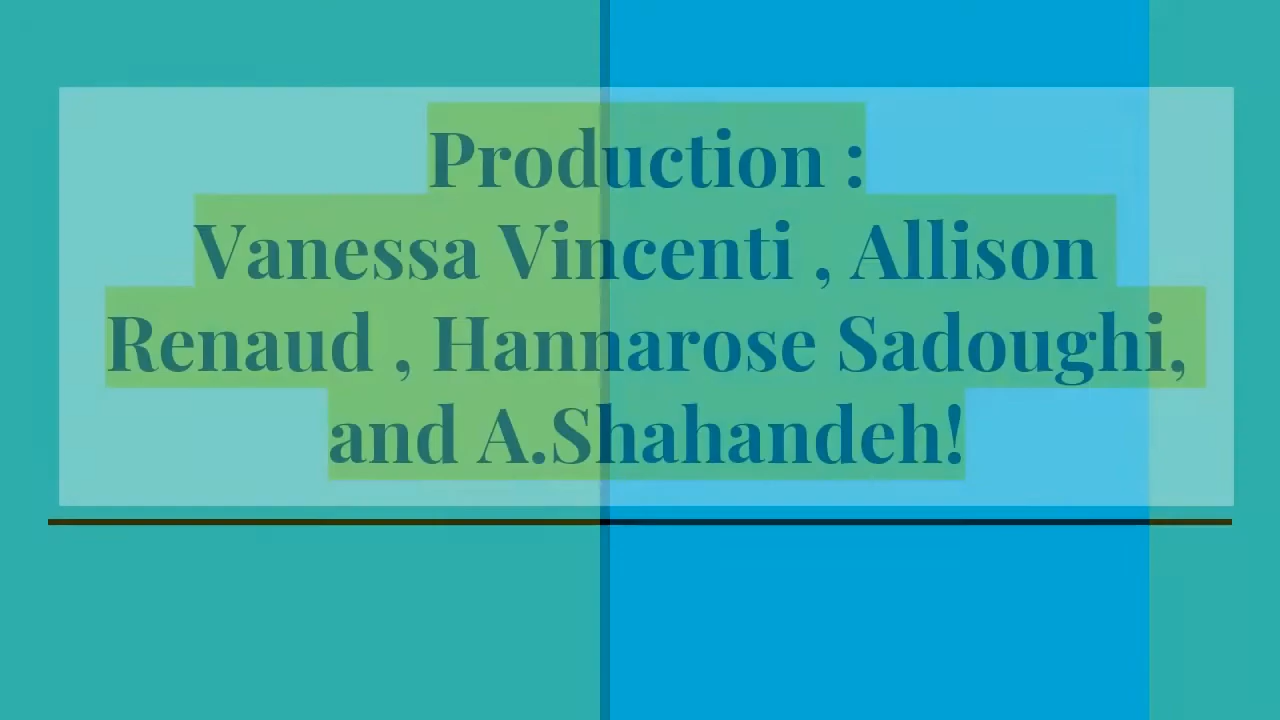 Production :
Vanessa Vincenti , Allison
Renaud , Hannarose Sadoughi,
and A.Shahandeh!